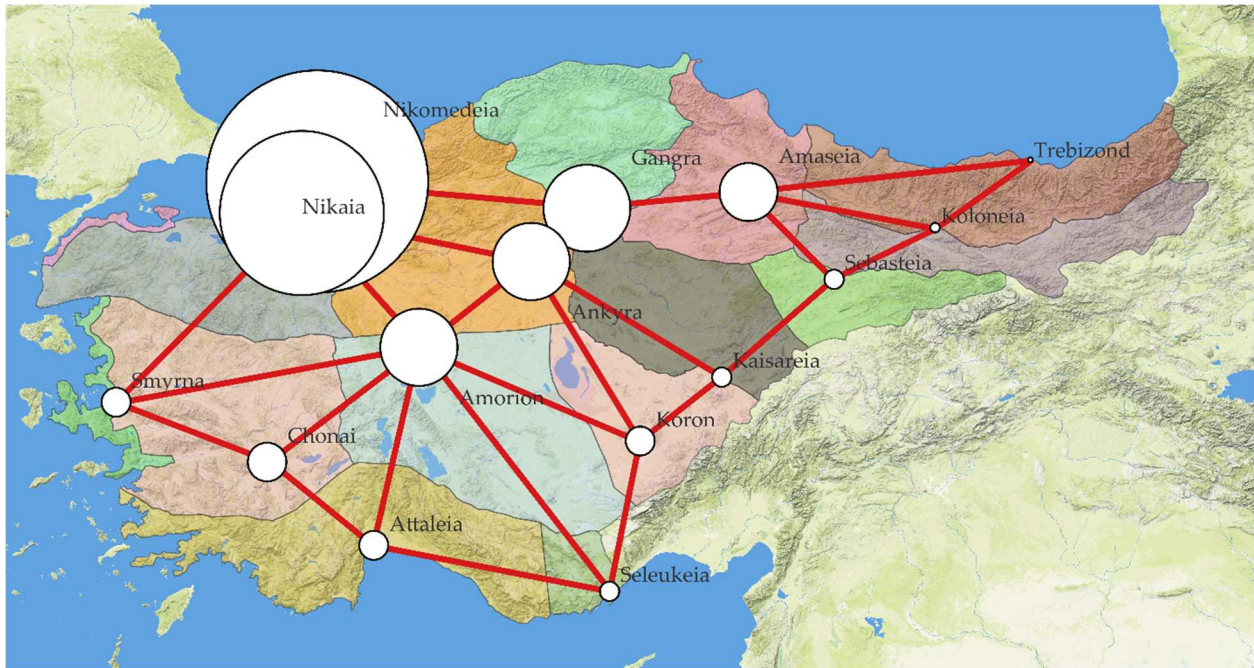 Nikomedeia
Gangra
Amaseia
Trebizond
Nikaia
Koloneia
Sebasteia
Ankyra
Kaisareia
Smyrna
Amorion
Koron
Chonai
Attaleia
Seleukeia